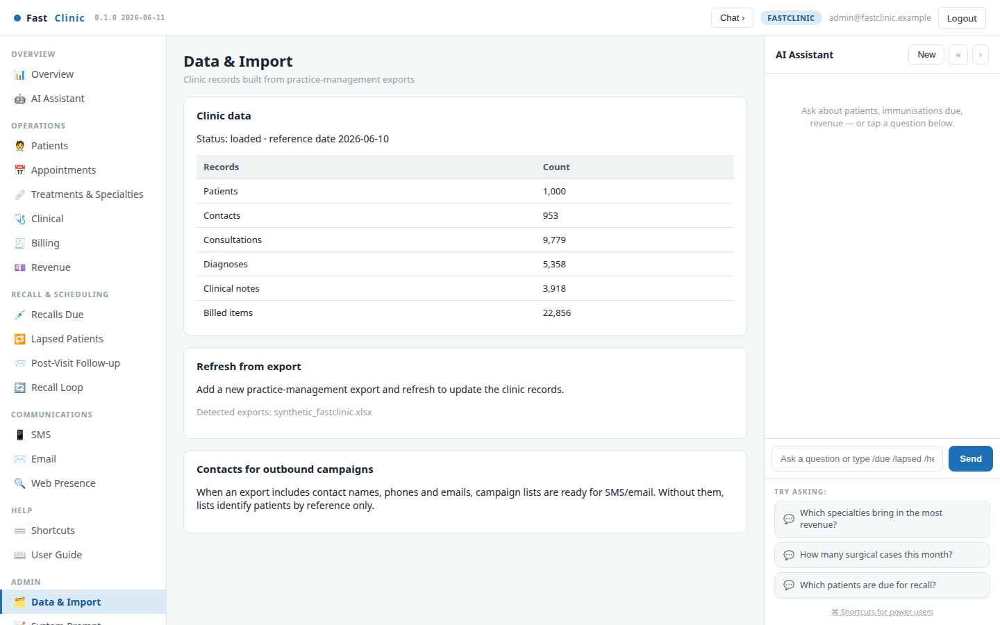 Fast Clinic 0.1.0 2026-06-11
Chat ›
FASTCLINIC
admin@fastclinic.example
Logout
OVERVIEW
Overview
AI Assistant
OPERATIONS
Patients
Appointments
Treatments & Specialties
Clinical
Billing
Revenue
RECALL & SCHEDULING
Recalls Due
Lapsed Patients
Post-Visit Follow-up
Recall Loop
COMMUNICATIONS
SMS
Email
Web Presence
HELP
Shortcuts
User Guide
ADMIN
Data & Import
System Prompt
Data & Import
Clinic records built from practice-management exports
Clinic data
Status: loaded · reference date 2026-06-10
Records Count
Patients 1,000
Contacts 953
Consultations 9,779
Diagnoses 5,358
Clinical notes 3,918
Billed items 22,856
Refresh from export
Add a new practice-management export and refresh to update the clinic records.
Detected exports: synthetic_fastclinic.xlsx
Contacts for outbound campaigns
When an export includes contact names, phones and emails, campaign lists are ready for SMS/email. Without them,
lists identify patients by reference only.
AI Assistant
New
«
›
Ask about patients, immunisations due,
revenue — or tap a question below.
Ask a question or type /due /lapsed /he
Send
TRY ASKING:
Which specialties bring in the most
revenue?
How many surgical cases this month?
Which patients are due for recall?
⌘ Shortcuts for power users